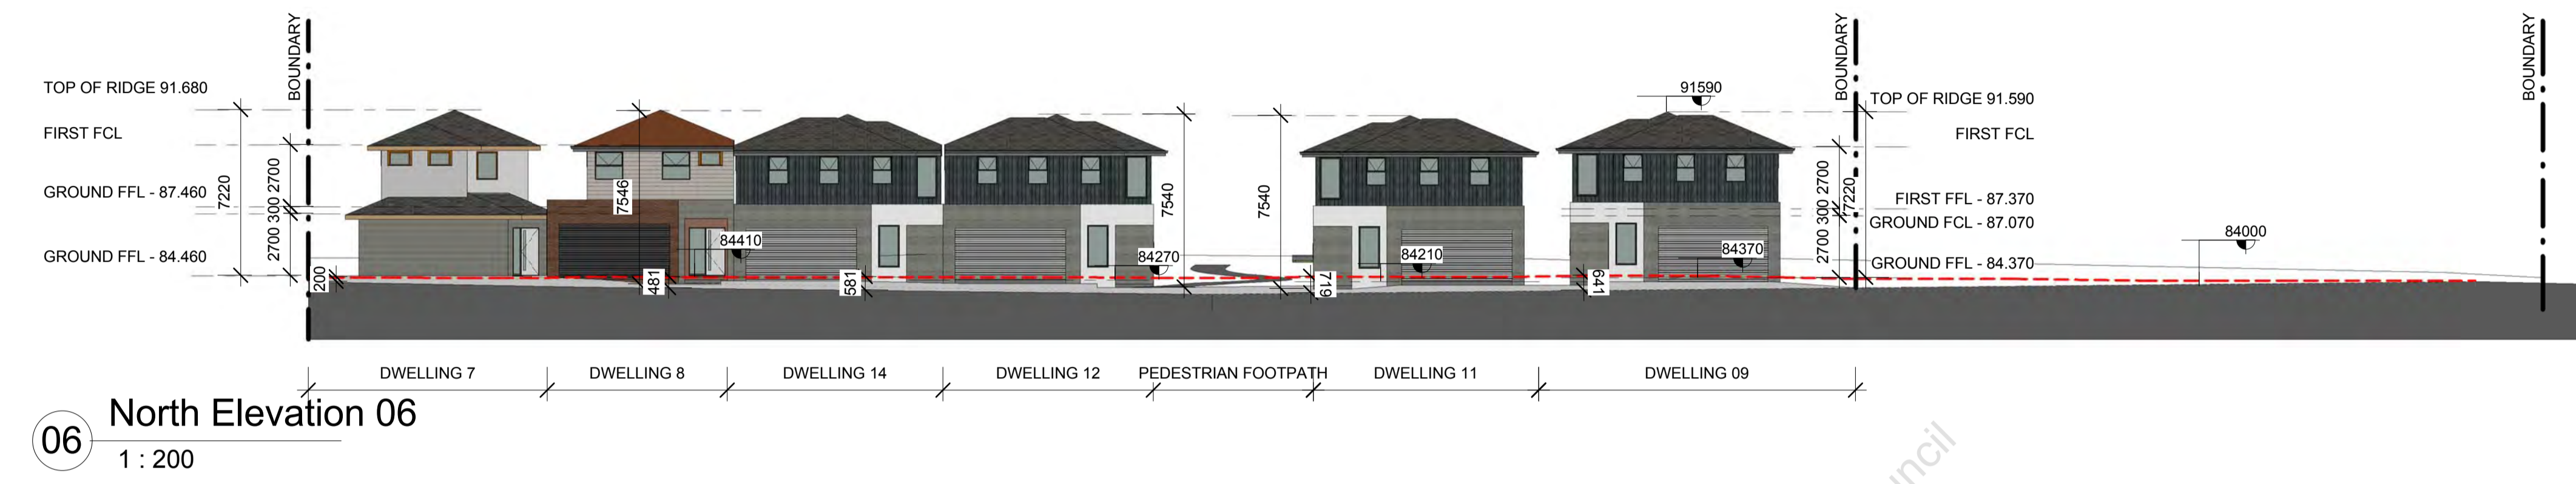 BOUNDARY
BOUNDARY
BOUNDARY
TOP OF RIDGE 91.680
FIRST FCL
GROUND FFL - 87.460
GROUND FFL - 84.460
7220
2700
300
2700
200
7546
481
84410
581
7540
84270
7540
719
84210
91590
641
84370
2700
300
2700
7220
TOP OF RIDGE 91.590
FIRST FCL
FIRST FFL - 87.370
GROUND FCL - 87.070
GROUND FFL - 84.370
84000
DWELLING 7
DWELLING 8
DWELLING 14
DWELLING 12
PEDESTRIAN FOOTPATH
DWELLING 11
DWELLING 09
06
North Elevation 06
1 : 200